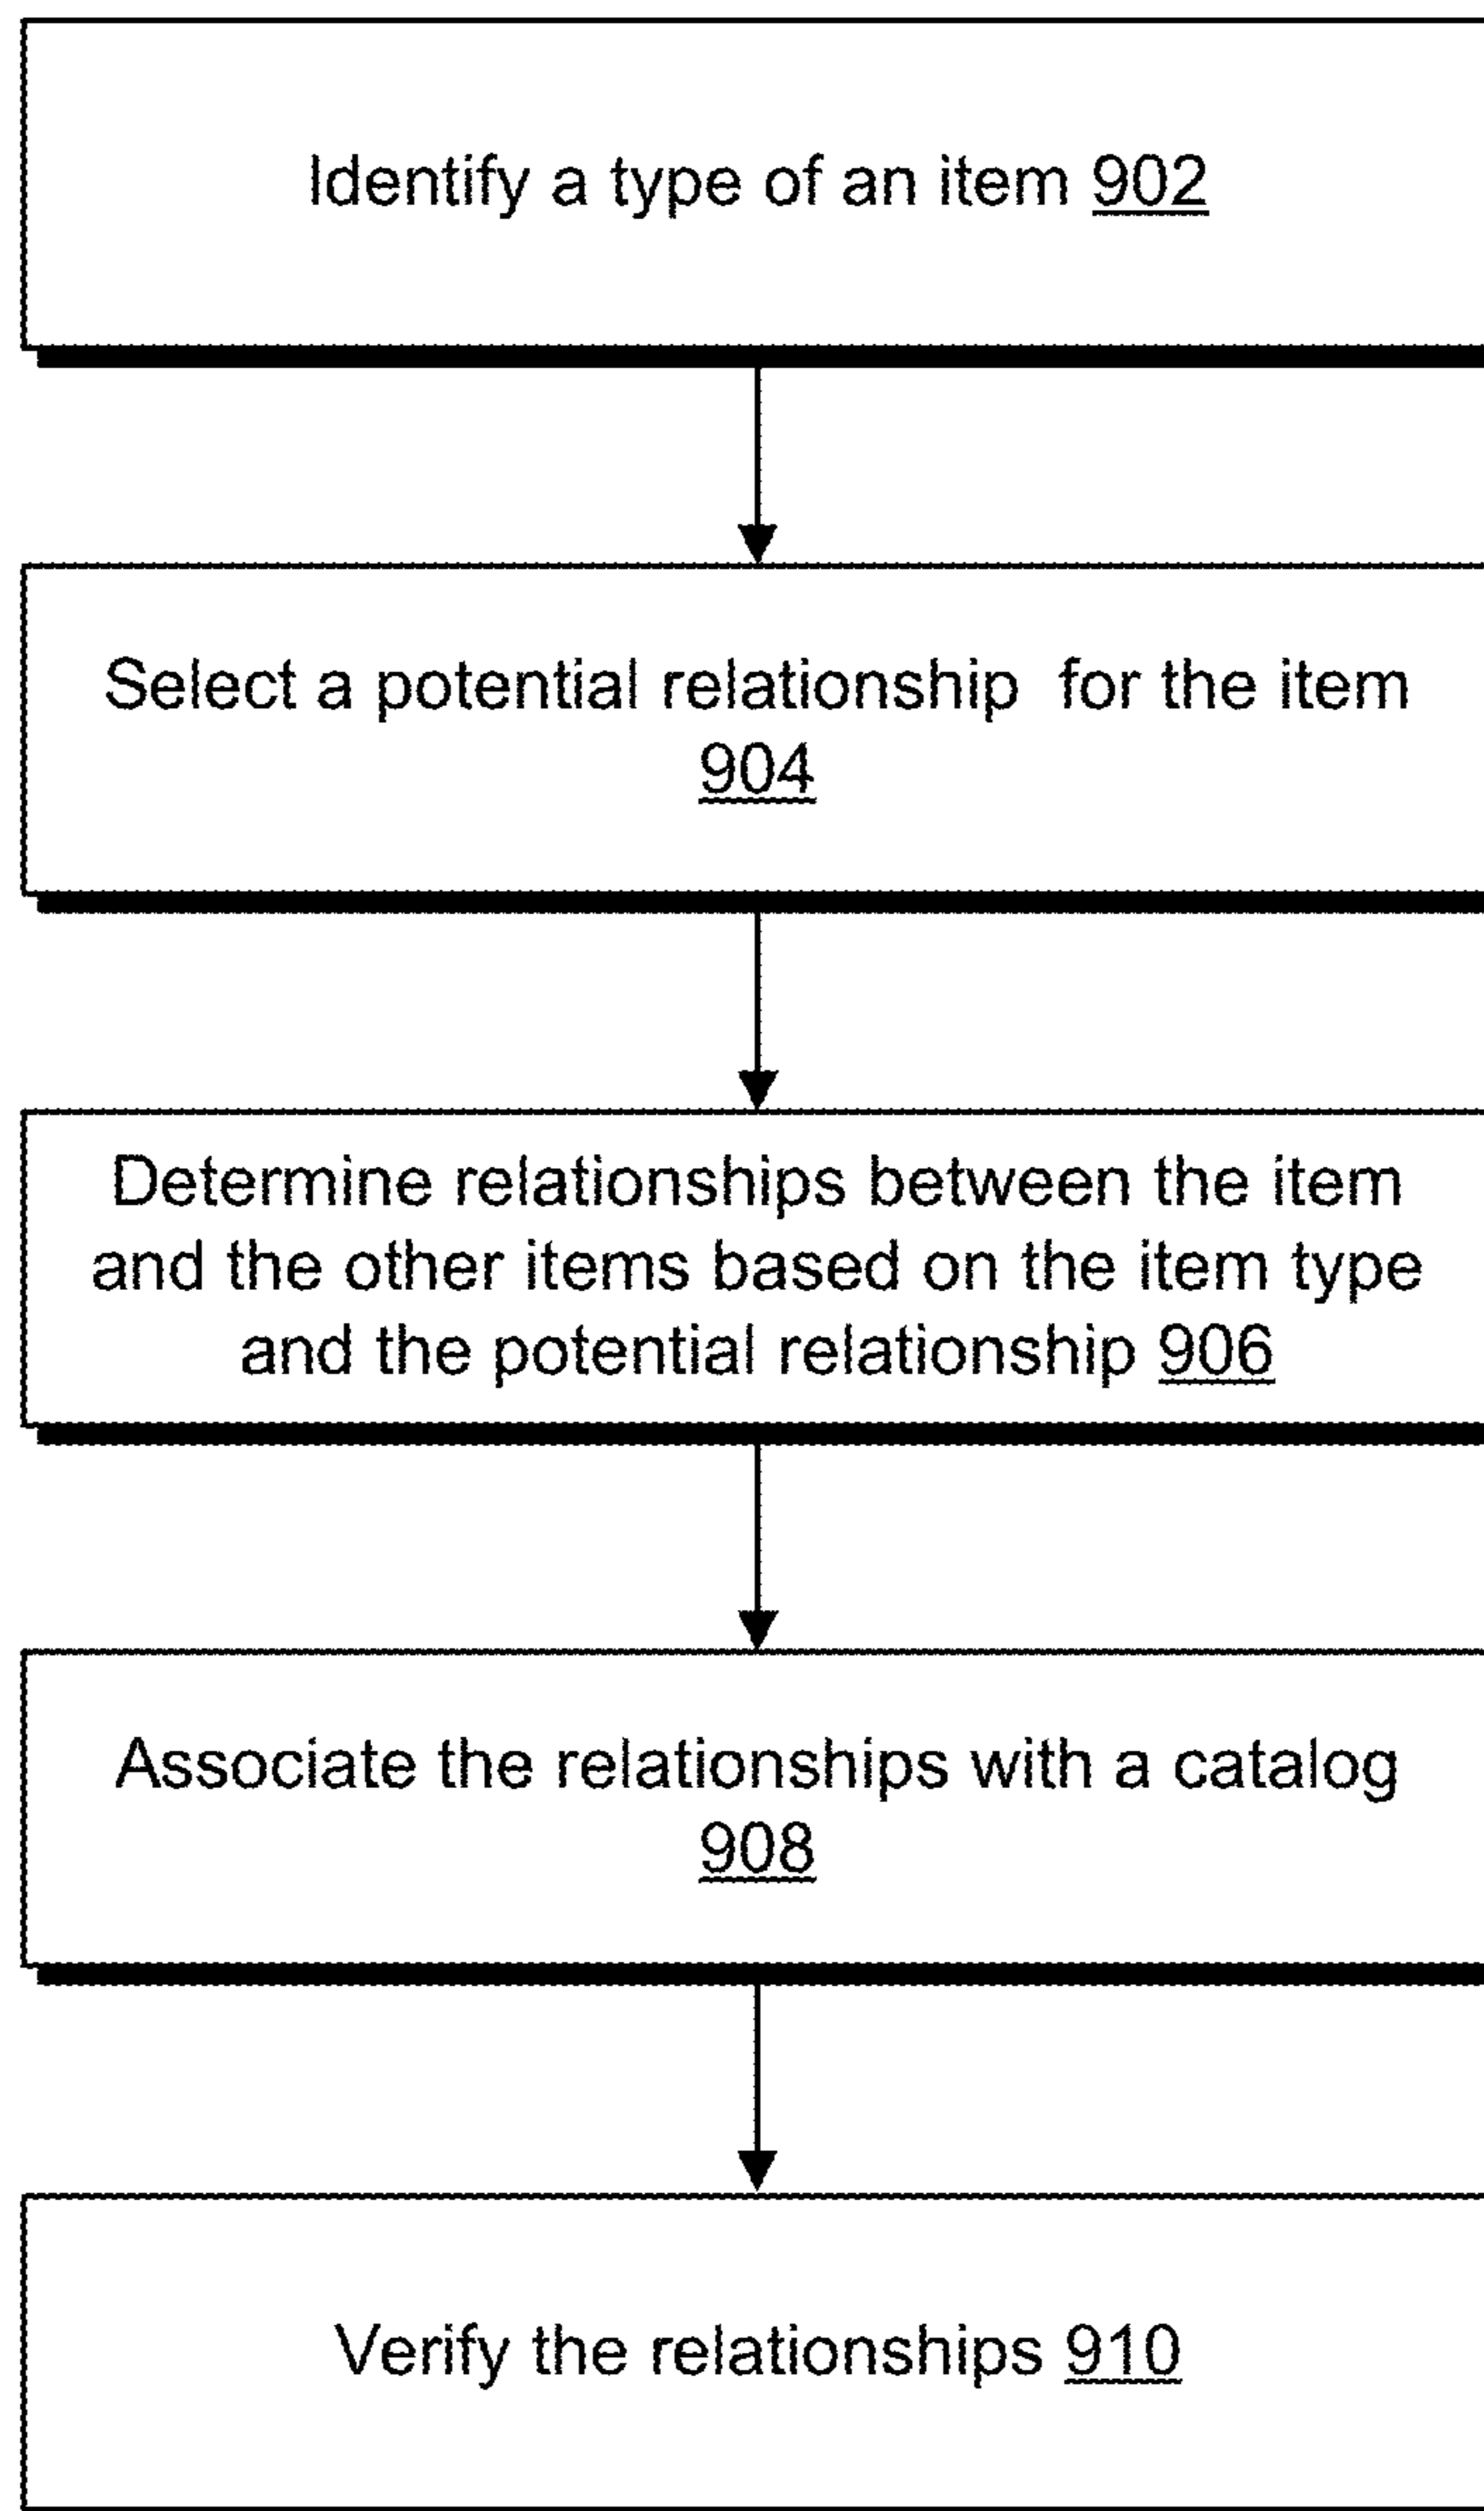 Identify a type of an item 902
Select a potential relationship for the item
904
Determine relationships between the item
and the other items based on the item type
and the potential relationship 906
Associate the relationships with a catalog
908
Verify the relationships 910